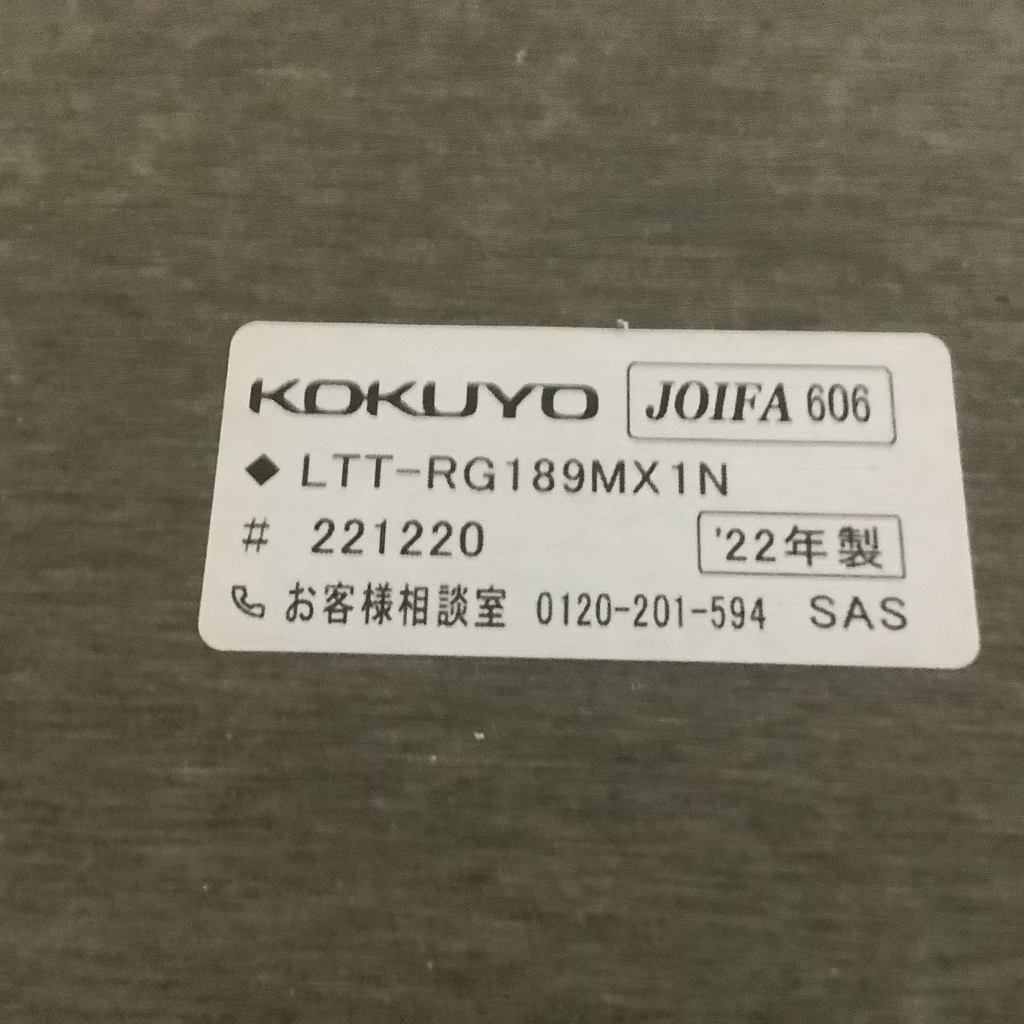 KOKUYO JOIFA 606
◆ LTT-RG189MX1N
# 221220 '22年製
お客様相談室 0120-201-594 SAS